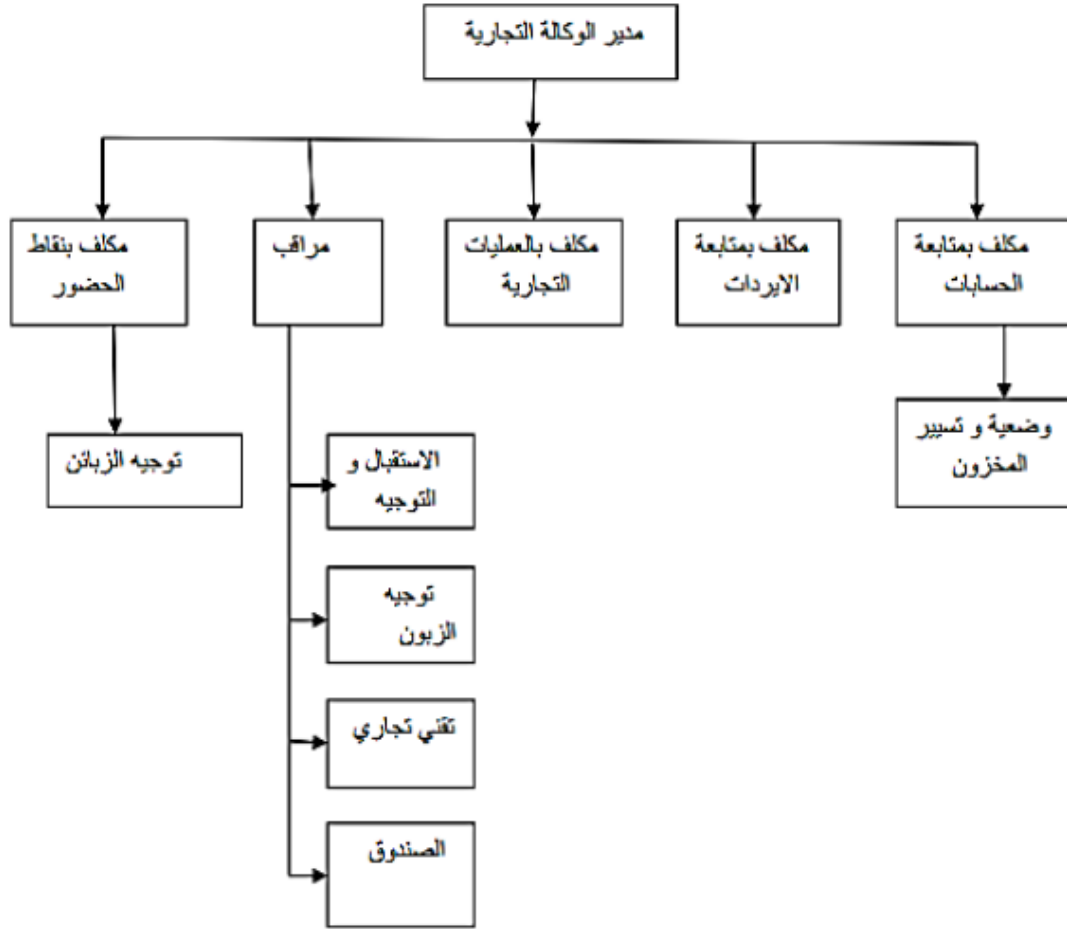 مدير الوكالة التجارية
مكلف بمتابعة
الحسابات
مكلف بمتابعة
الايردات
مكلف بالعمليات
التجارية
مراقب
مكلف بنقاط
الحضور
وضعية و تسيير
المخزون
الاستقبال و
التوجيه
توجيه
الزبون
تقني تجاري
الصندوق
توجيه الزبائن